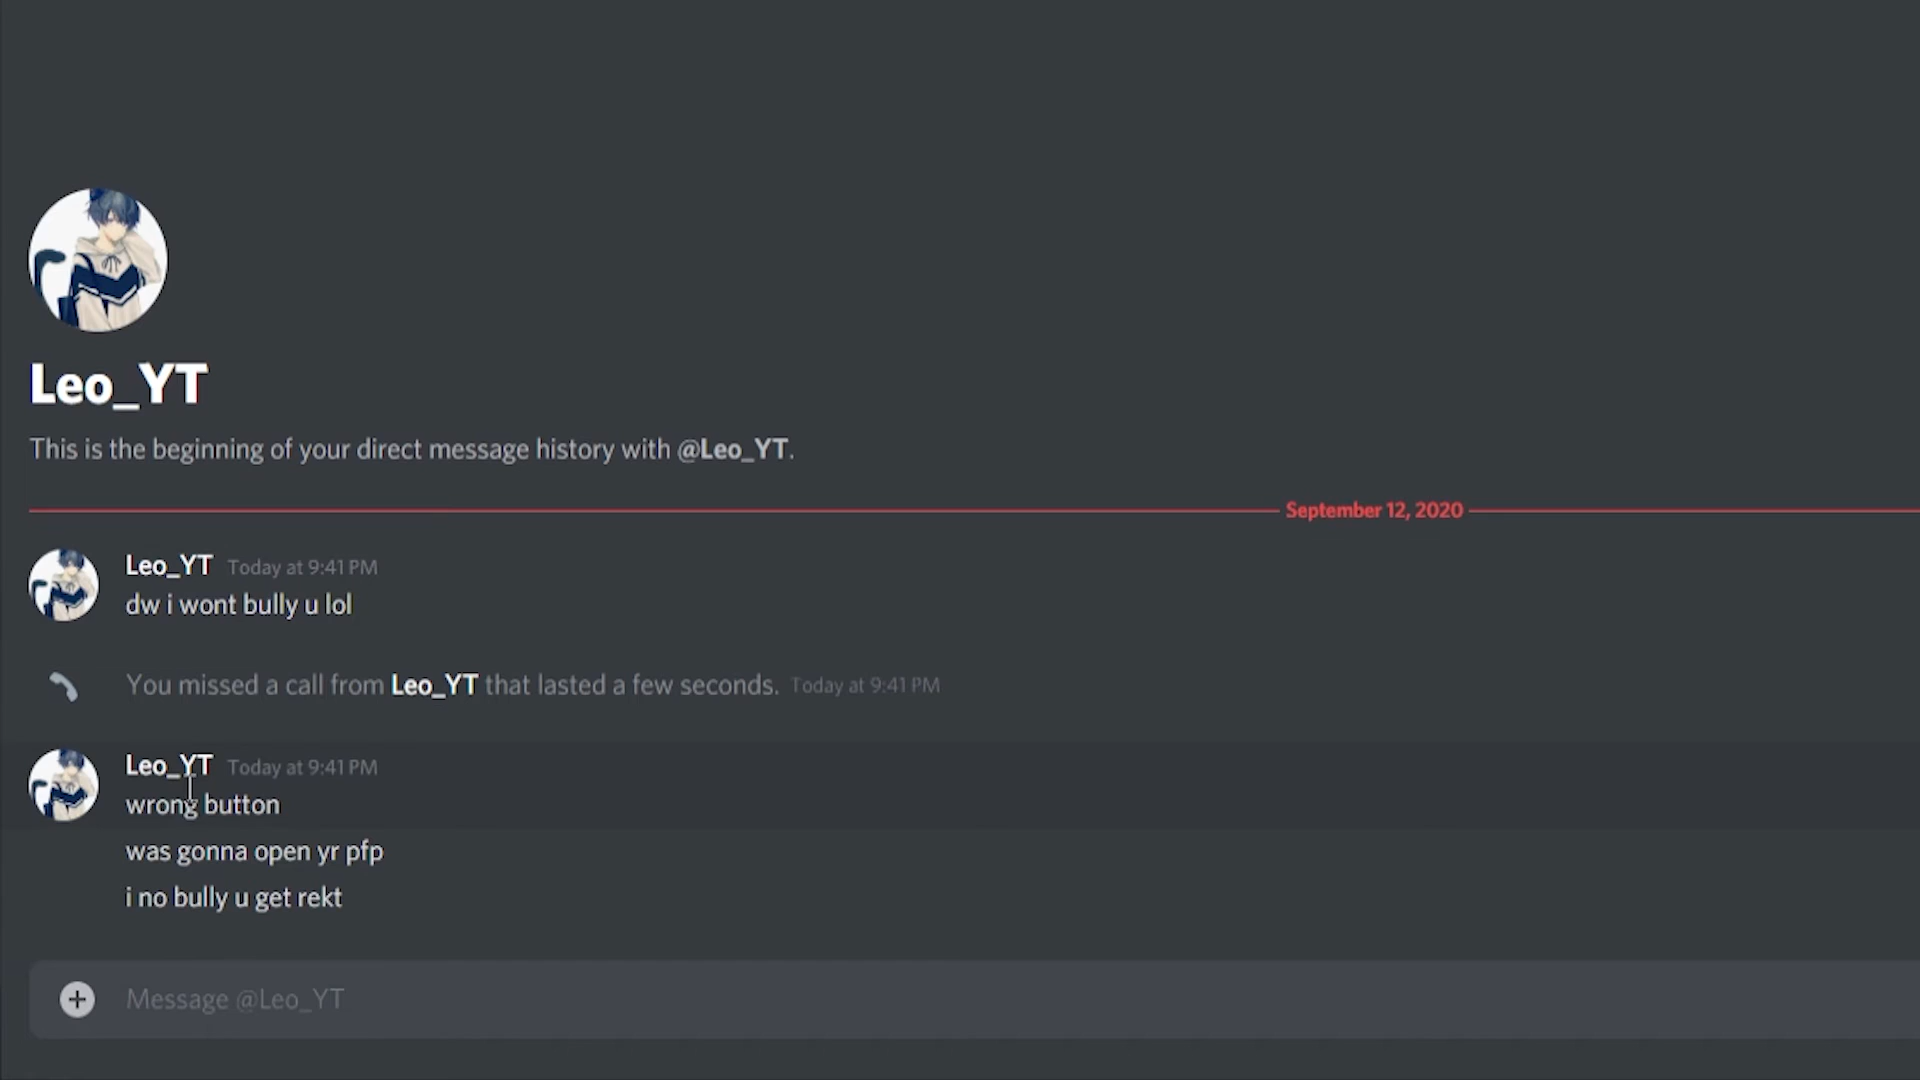 Leo_YT
This is the beginning of your direct message history with @Leo_YT.
September 12, 2020
Leo_YT Today at 9:41 PM
dw i wont bully u lol
You missed a call from Leo_YT that lasted a few seconds. Today at 9:41 PM
Leo_YT Today at 9:41 PM
wrong button
was gonna open yr pfp
i no bully u get rekt
Message @Leo_YT